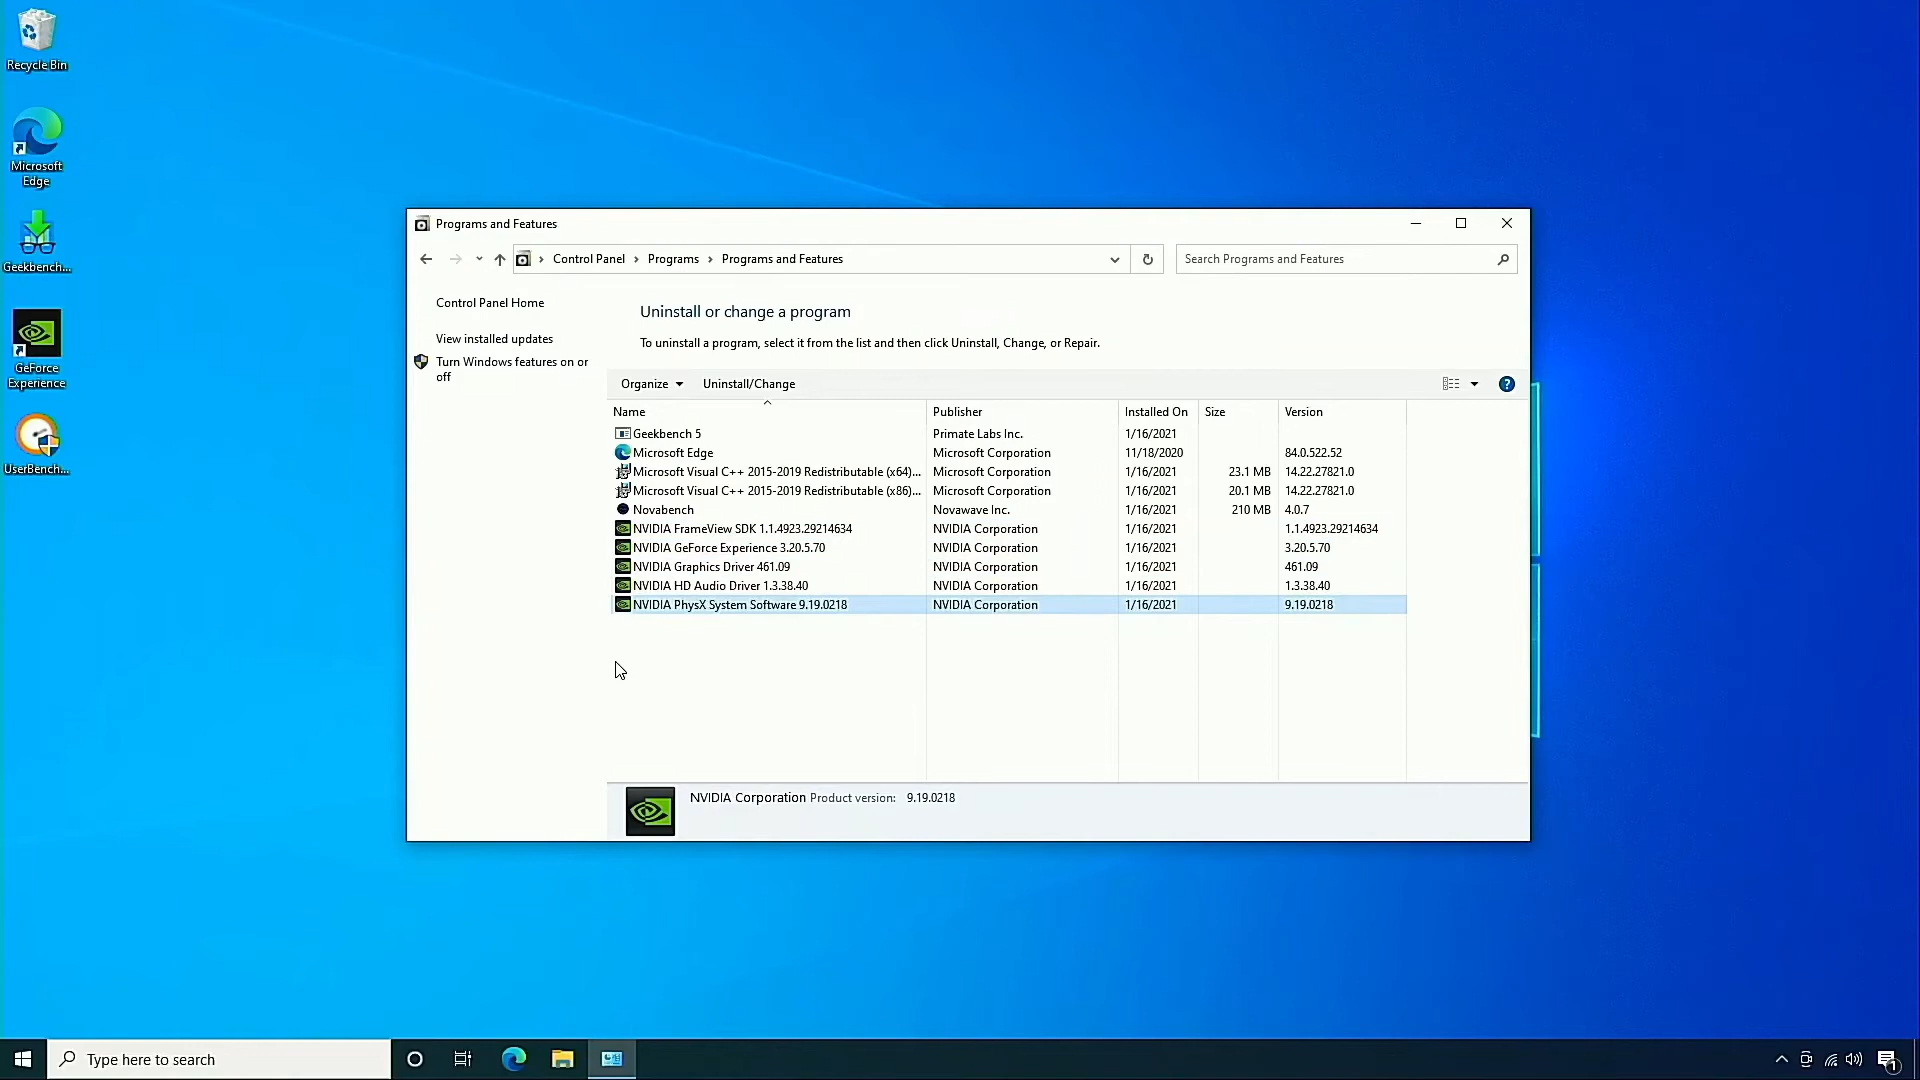 Recycle Bin
Microsoft
Edge
Geekbench...
GeForce
Experience
UserBench...
Programs and Features
Control Panel > Programs > Programs and Features
Search Programs and Features
Control Panel Home
View installed updates
Turn Windows features on or
off
Uninstall or change a program
To uninstall a program, select it from the list and then click Uninstall, Change, or Repair.
Organize Uninstall/Change
Name Publisher Installed On Size Version
Geekbench 5 Primate Labs Inc. 1/16/2021
Microsoft Edge Microsoft Corporation 11/18/2020 84.0.522.52
Microsoft Visual C++ 2015-2019 Redistributable (x64)... Microsoft Corporation 1/16/2021 23.1 MB 14.22.27821.0
Microsoft Visual C++ 2015-2019 Redistributable (x86)... Microsoft Corporation 1/16/2021 20.1 MB 14.22.27821.0
Novabench Novawave Inc. 1/16/2021 210 MB 4.0.7
NVIDIA FrameView SDK 1.1.4923.29214634 NVIDIA Corporation 1/16/2021 1.1.4923.29214634
NVIDIA GeForce Experience 3.20.5.70 NVIDIA Corporation 1/16/2021 3.20.5.70
NVIDIA Graphics Driver 461.09 NVIDIA Corporation 1/16/2021 461.09
NVIDIA HD Audio Driver 1.3.38.40 NVIDIA Corporation 1/16/2021 1.3.38.40
NVIDIA PhysX System Software 9.19.0218 NVIDIA Corporation 1/16/2021 9.19.0218
NVIDIA Corporation Product version: 9.19.0218
Type here to search
1